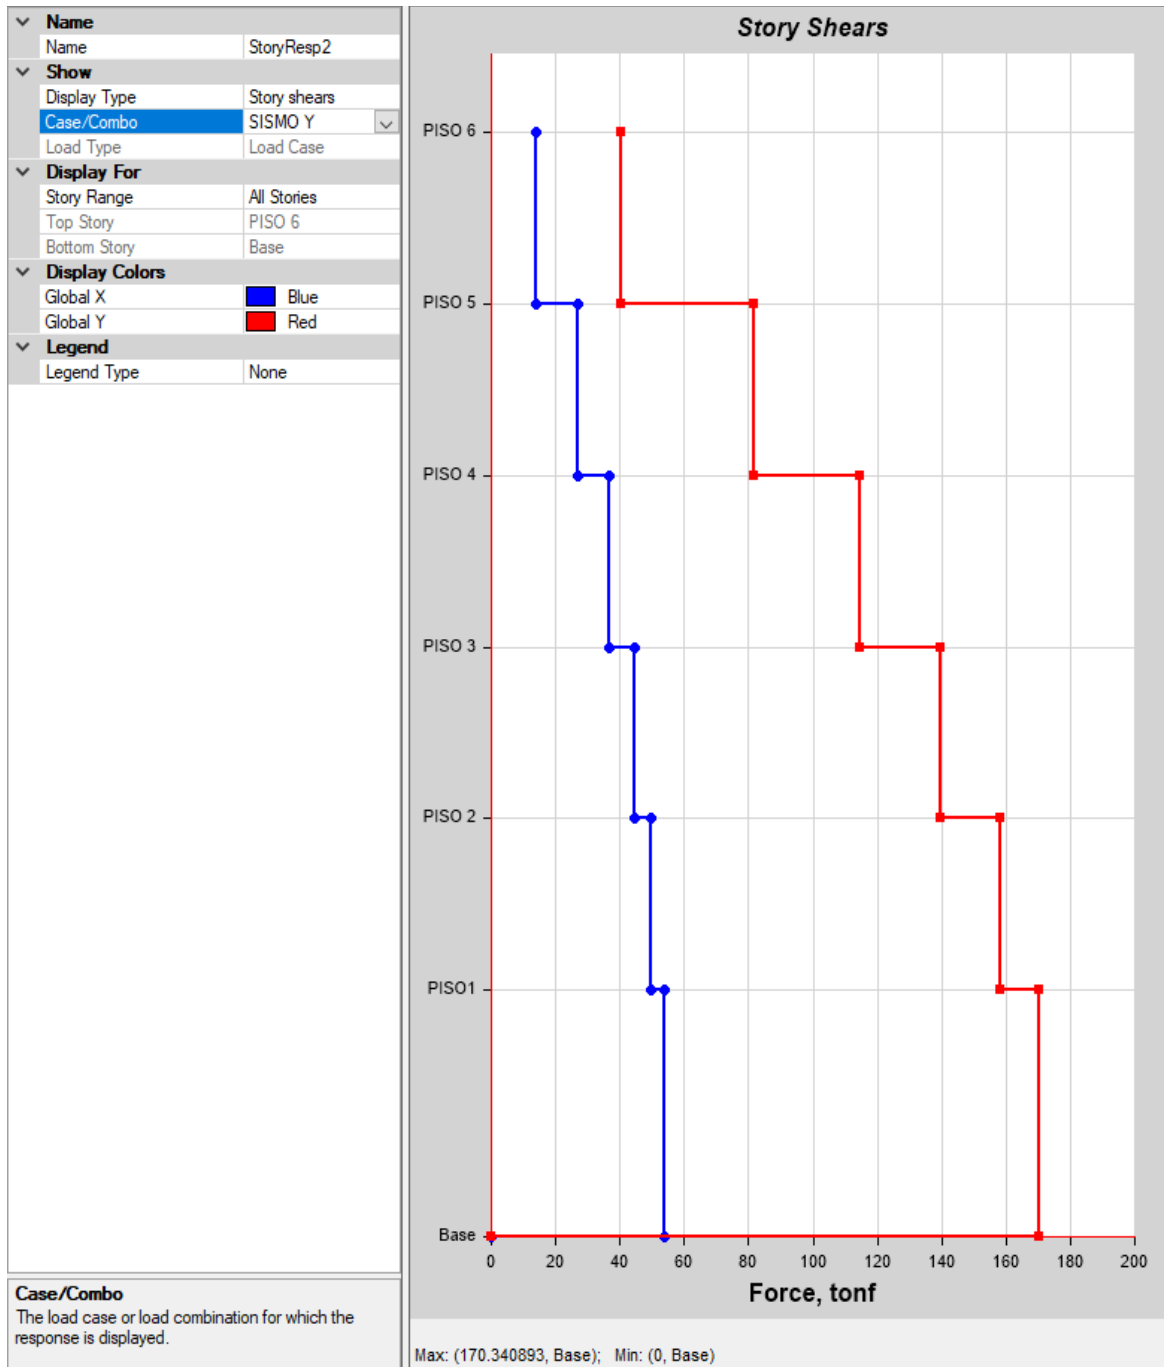 Name
Name StoryResp2
Show
Display Type Story shears
Case/Combo SISMO Y
Load Type Load Case
Display For
Story Range All Stories
Top Story PISO 6
Bottom Story Base
Display Colors
Global X Blue
Global Y Red
Legend
Legend Type None
Case/Combo
The load case or load combination for which the
response is displayed.
Story Shears
PISO 6
PISO 5
PISO 4
PISO 3
PISO 2
PISO1
Base
0 20 40 60 80 100 120 140 160 180 200
Force, tonf
Max: (170.340893, Base); Min: (0, Base)